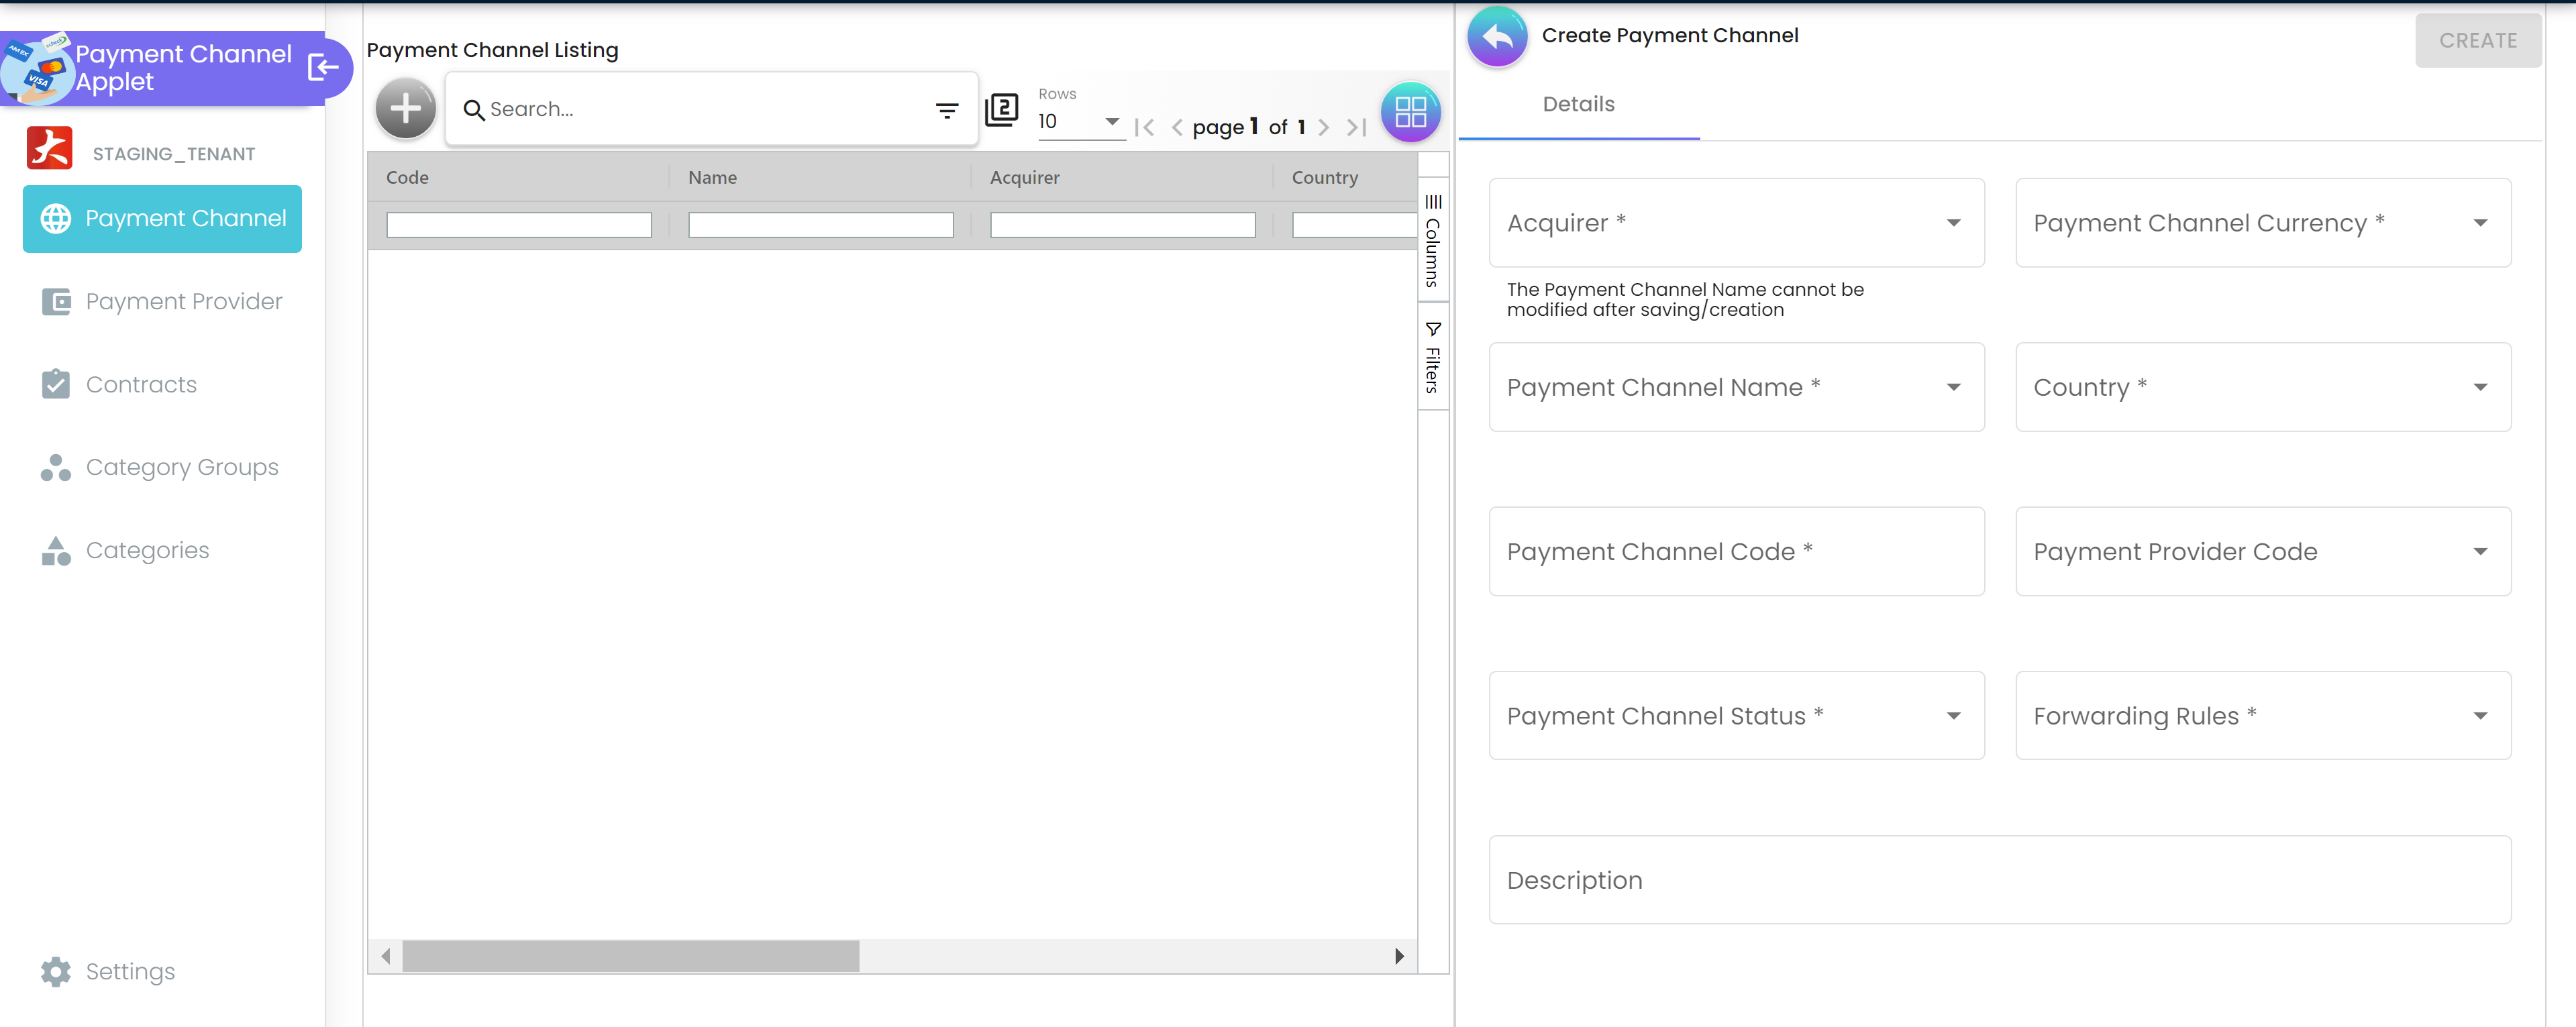 Payment Channel
Applet
STAGING_TENANT
Payment Channel
Payment Provider
Contracts
Category Groups
Categories
Settings
Payment Channel Listing
Search...
2
Rows
10
page 1 of 1
Code
Name
Acquirer
Country
Columns
Filters
Create Payment Channel
CREATE
Details
Acquirer *
Payment Channel Currency *
The Payment Channel Name cannot be
modified after saving/creation
Payment Channel Name *
Country *
Payment Channel Code *
Payment Provider Code
Payment Channel Status *
Forwarding Rules *
Description
AMEX
VISA